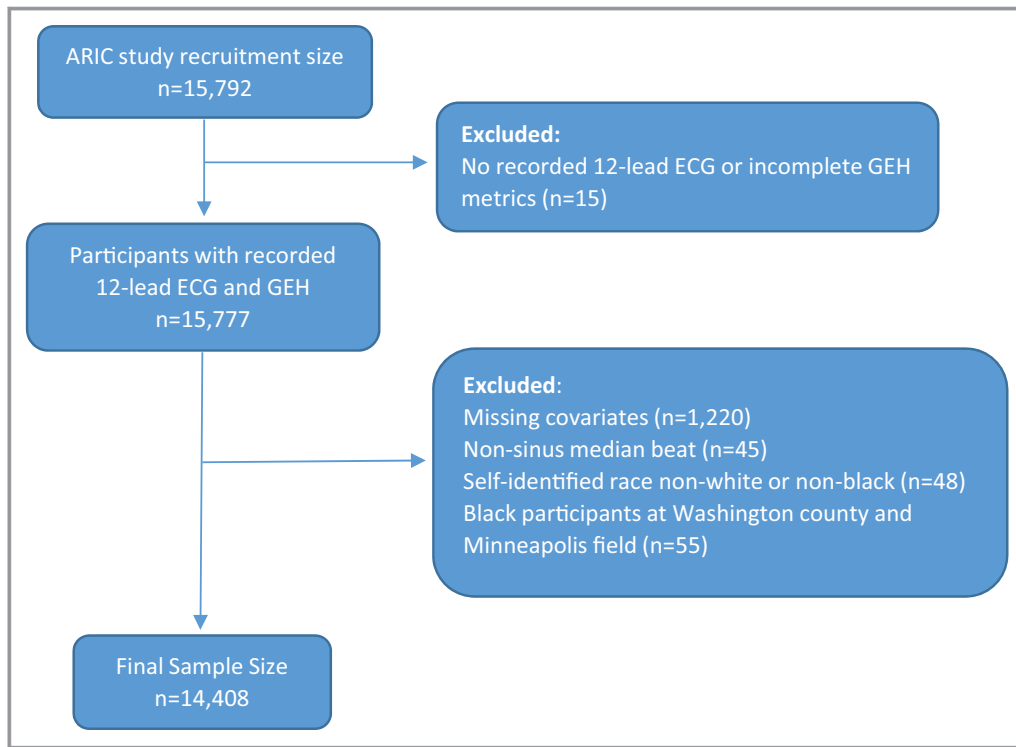 ARIC study recruitment size
n=15,792
Excluded:
No recorded 12-lead ECG or incomplete GEH
metrics (n=15)
Participants with recorded
12-lead ECG and GEH
n=15,777
Excluded:
Missing covariates (n=1,220)
Non-sinus median beat (n=45)
Self-identified race non-white or non-black (n=48)
Black participants at Washington county and
Minneapolis field (n=55)
Final Sample Size
n=14,408